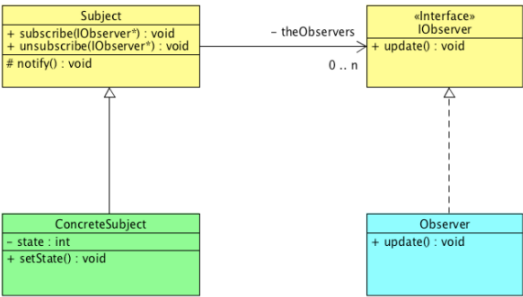 Subject
+ subscribe(IObserver*) : void
+ unsubscribe(IObserver*) : void
# notify() : void
- theObservers
0 .. n
«Interface»
IObserver
+ update() : void
ConcreteSubject
- state : int
+ setState() : void
Observer
+ update() : void